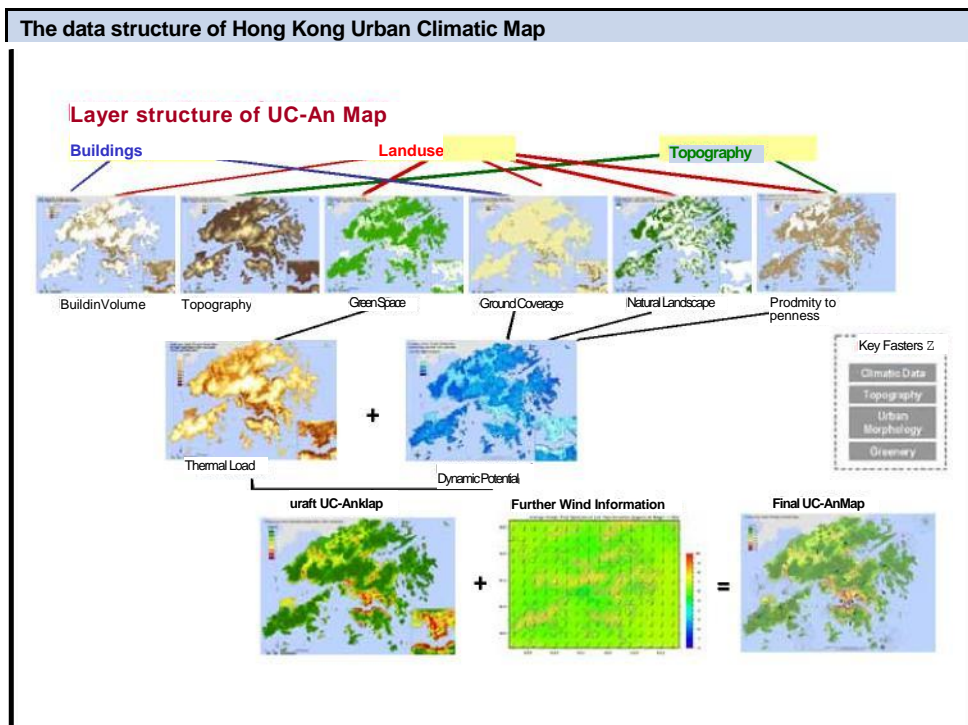 The data structure of Hong Kong Urban Climatic Map
Layer structure of UC-An Map
Buildings
Landuse
Topography
BuildinVolume
Topography
GreenSpace
Ground Coverage
Natural Landscape
Prodmity to
penness
Key Fasters Z
Climatic Data
Topography
Urban
Morphology
Greenery
+
Thermal Load
Dynamic Potential
uraft UC-Anklap
Further Wind Information
Final UC-AnMap
+
=